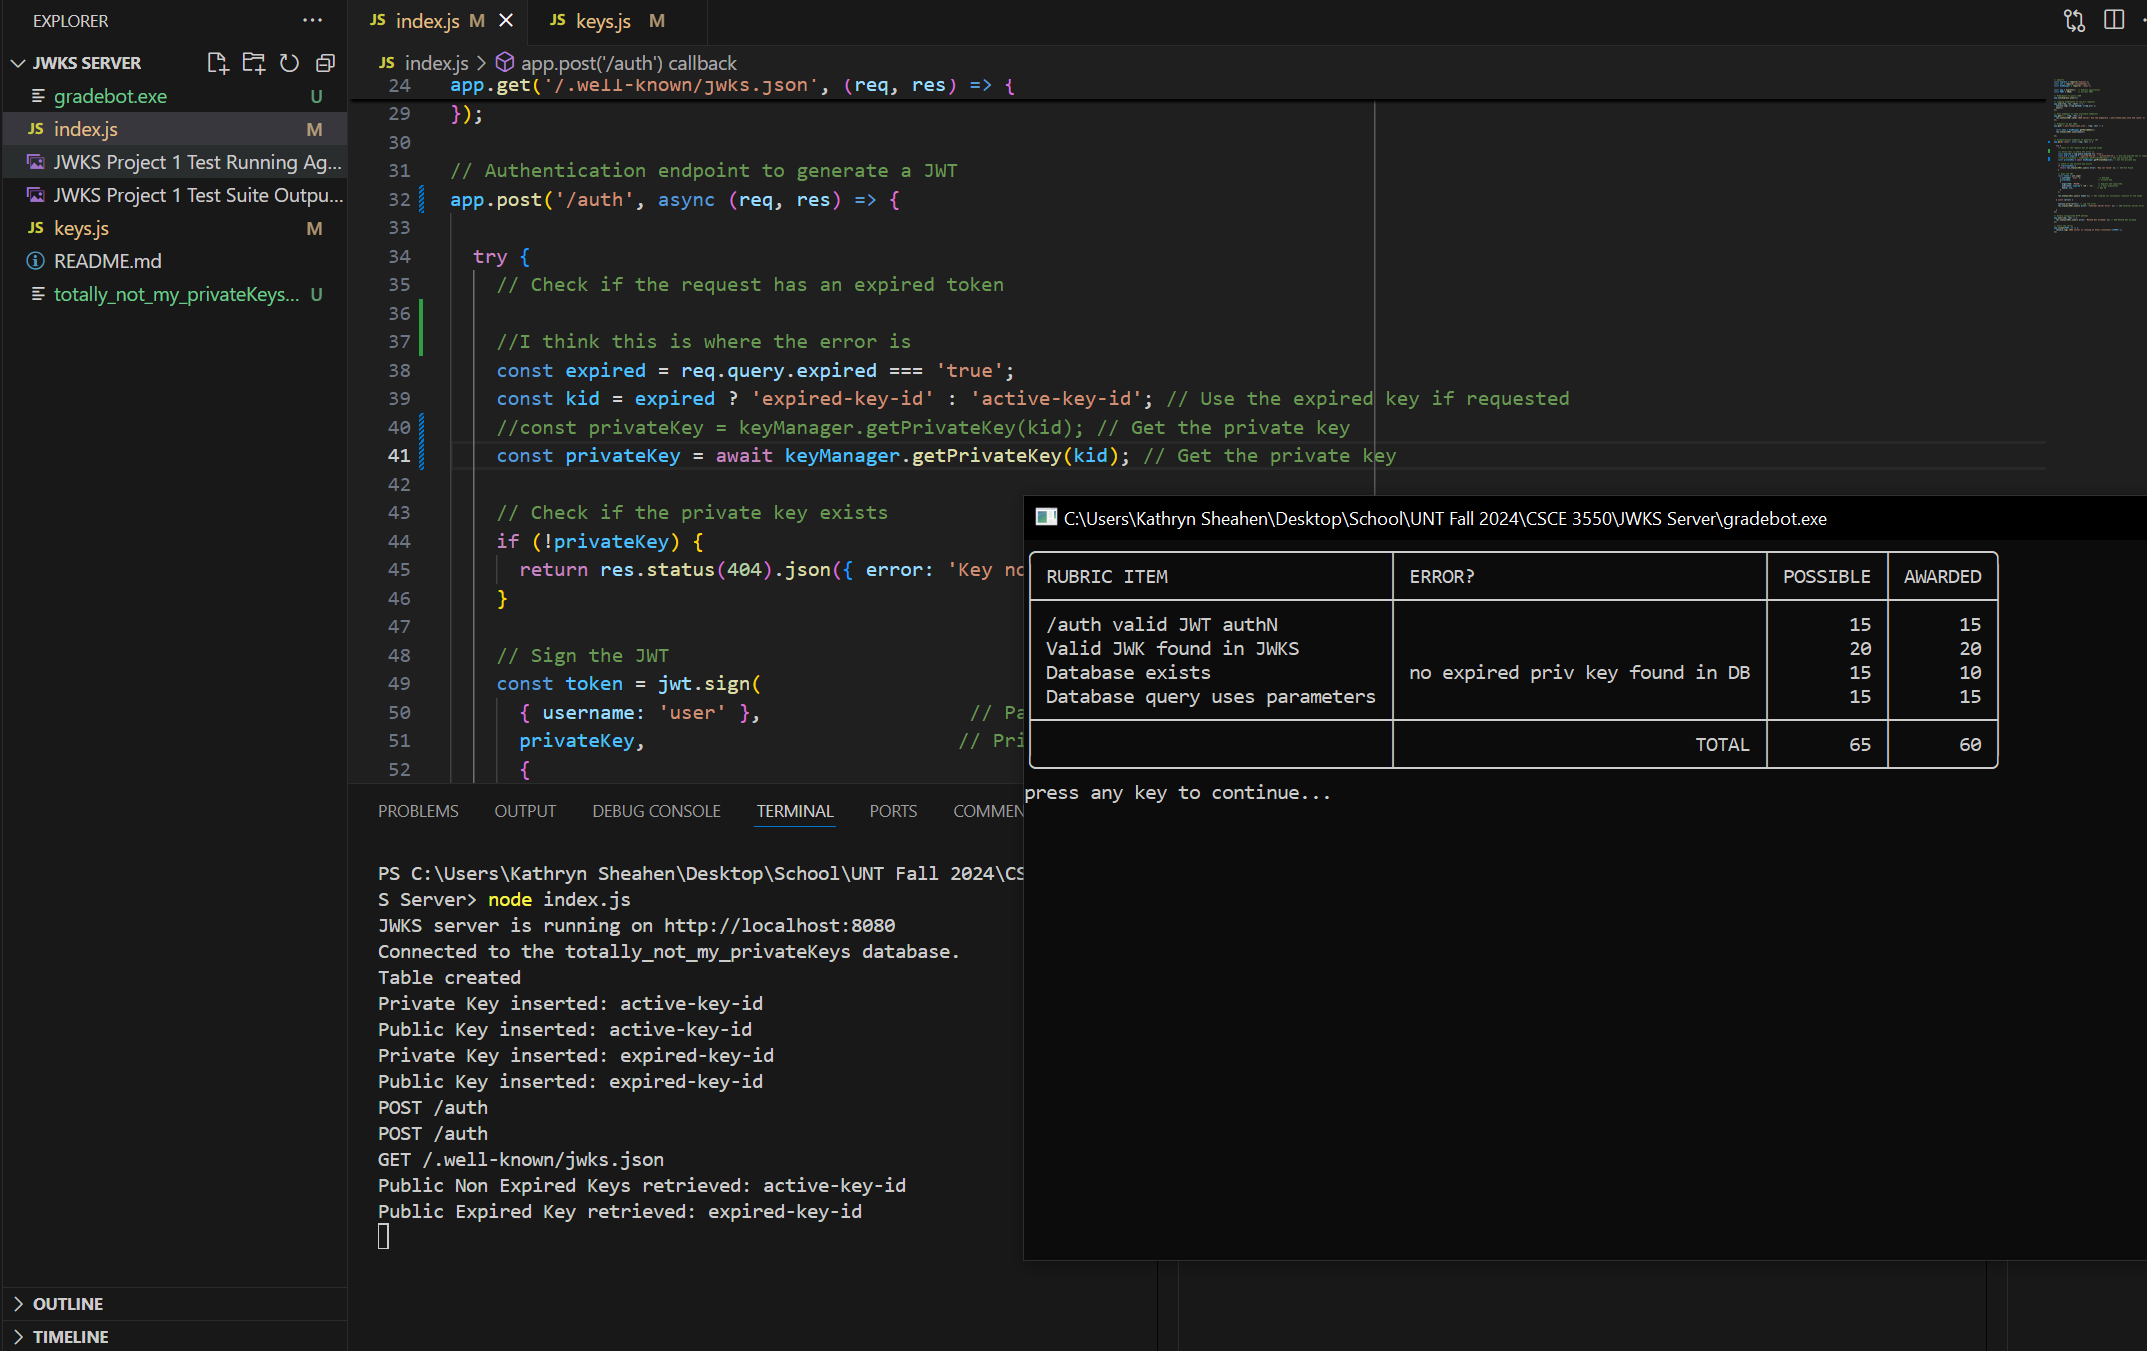 EXPLORER
JWKS SERVER
gradebot.exe U
JS index.js M
JWKS Project 1 Test Running Ag...
JWKS Project 1 Test Suite Outpu...
JS keys.js M
README.md
totally_not_my_privateKeys... U
OUTLINE
TIMELINE
JS index.js M
JS keys.js M
JS index.js > app.post('/auth') callback
24 app.get('/.well-known/jwks.json', (req, res) => {
29 });
30
31 // Authentication endpoint to generate a JWT
32 app.post('/auth', async (req, res) => {
33
34 try {
35 // Check if the request has an expired token
36
37 //I think this is where the error is
38 const expired = req.query.expired === 'true';
39 const kid = expired ? 'expired-key-id' : 'active-key-id'; // Use the expired key if requested
40 //const privateKey = keyManager.getPrivateKey(kid); // Get the private key
41 const privateKey = await keyManager.getPrivateKey(kid); // Get the private key
42
43 // Check if the private key exists
44 if (!privateKey) {
45 return res.status(404).json({ error: 'Key no
46 }
47
48 // Sign the JWT
49 const token = jwt.sign(
50 { username: 'user' }, // Pa
51 privateKey, // Pri
52 {
PROBLEMS OUTPUT DEBUG CONSOLE TERMINAL PORTS COMMEN
PS C:\Users\Kathryn Sheahen\Desktop\School\UNT Fall 2024\CS
S Server> node index.js
JWKS server is running on http://localhost:8080
Connected to the totally_not_my_privateKeys database.
Table created
Private Key inserted: active-key-id
Public Key inserted: active-key-id
Private Key inserted: expired-key-id
Public Key inserted: expired-key-id
POST /auth
POST /auth
GET /.well-known/jwks.json
Public Non Expired Keys retrieved: active-key-id
Public Expired Key retrieved: expired-key-id
C:\Users\Kathryn Sheahen\Desktop\School\UNT Fall 2024\CSCE 3550\JWKS Server\gradebot.exe
RUBRIC ITEM ERROR? POSSIBLE AWARDED
/auth valid JWT authN 15 15
Valid JWK found in JWKS 20 20
Database exists no expired priv key found in DB 15 10
Database query uses parameters 15 15
TOTAL 65 60
press any key to continue...